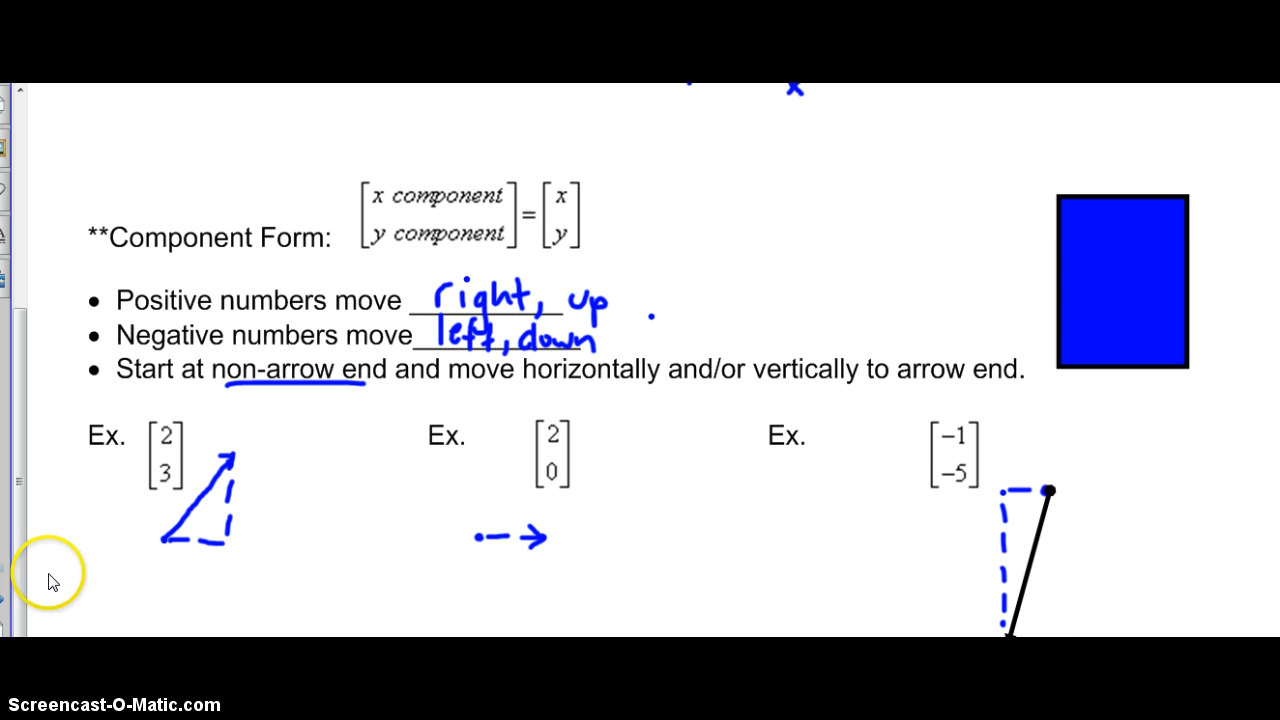 x
**Component Form: [x component y component] = [x y]
• Positive numbers move right, up
• Negative numbers move left, down
• Start at non-arrow end and move horizontally and/or vertically to arrow end.
Ex. [2 3] Ex. [2 0] Ex. [-1 -5]
Screencast-O-Matic.com